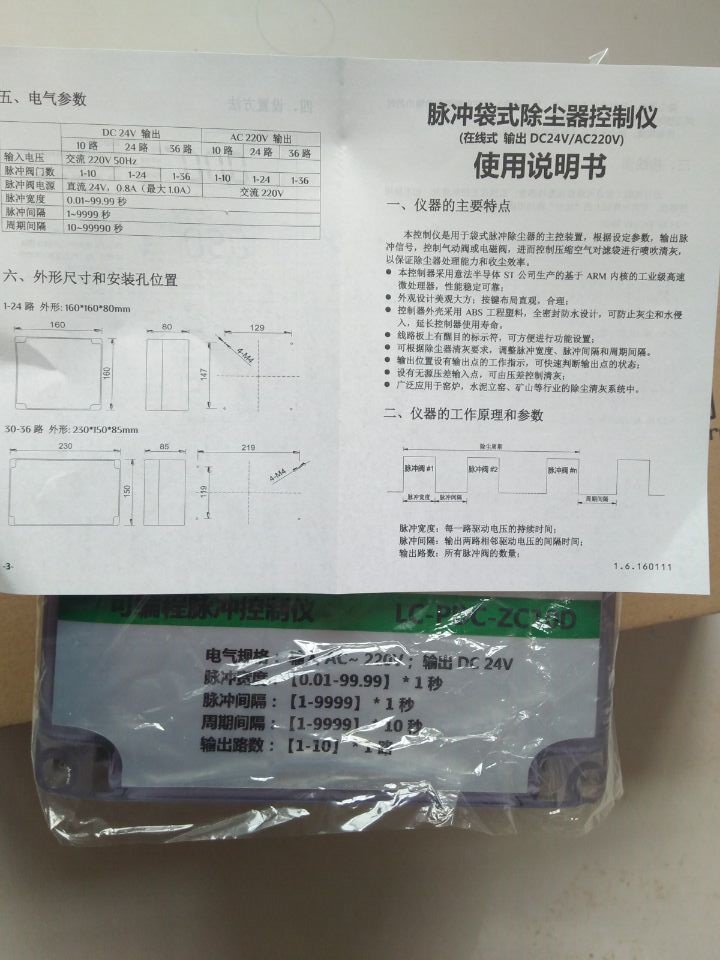 五、电气参数
DC 24V 输出 AC 220V 输出
10 路 24 路 36 路 10 路 24 路 36 路
输入电压 交流 220V 50Hz
脉冲阀门数 1-10 1-24 1-36 1-10 1-24 1-36
脉冲阀电源 直流 24V，0.8A（最大 1.0A） 交流 220V
脉冲宽度 0.01~99.99 秒
脉冲间隔 1~9999 秒
周期间隔 10~99990 秒
六、外形尺寸和安装孔位置
1-24 路 外形: 160*160*80mm
160 80 129
160 147 4-M4
30-36 路 外形: 230*150*85mm
230 85 219
150 119 4-M4
-3-
脉冲袋式除尘器控制仪
(在线式 输出 DC24V/AC220V)
使用说明书
一、仪器的主要特点
本控制仪是用于袋式脉冲除尘器的主控装置，根据设定参数，输出脉
冲信号，控制气动阀或电磁阀，进而控制压缩空气对滤袋进行喷吹清灰，
以保证除尘器处理能力和收尘效率。
● 本控制器采用意法半导体 ST 公司生产的基于 ARM 内核的工业级高速
微处理器，性能稳定可靠；
● 外观设计美观大方；按键布局直观，合理；
● 控制器外壳采用 ABS 工程塑料，全密封防水设计，可防止灰尘和水侵
入，延长控制器使用寿命。
● 线路板上有醒目的标示符，可方便进行功能设置；
● 可根据除尘器清灰要求，调整脉冲宽度、脉冲间隔和周期间隔。
● 输出位置设有输出点的工作指示，可快速判断输出点的状态；
● 设有无源压差输入点，可由压差控制清灰；
● 广泛应用于窑炉，水泥立窑、矿山等行业的除尘清灰系统中。
二、仪器的工作原理和参数
除尘周期
脉冲阀 #1 脉冲阀 #2 脉冲阀 #n
脉冲宽度 脉冲间隔 周期间隔
脉冲宽度：每一路驱动电压的持续时间；
脉冲间隔：输出两路相邻驱动电压的间隔时间；
输出路数：所有脉冲阀的数量；
1.6.160111
可编程脉冲控制仪
电气规格：输入 AC~ 220V；输出 DC 24V
脉冲宽度：【0.01-99.99】* 1 秒
脉冲间隔：【1-9999】* 1 秒
周期间隔：【1-9999】* 10 秒
输出路数：【1-10】* 1 路